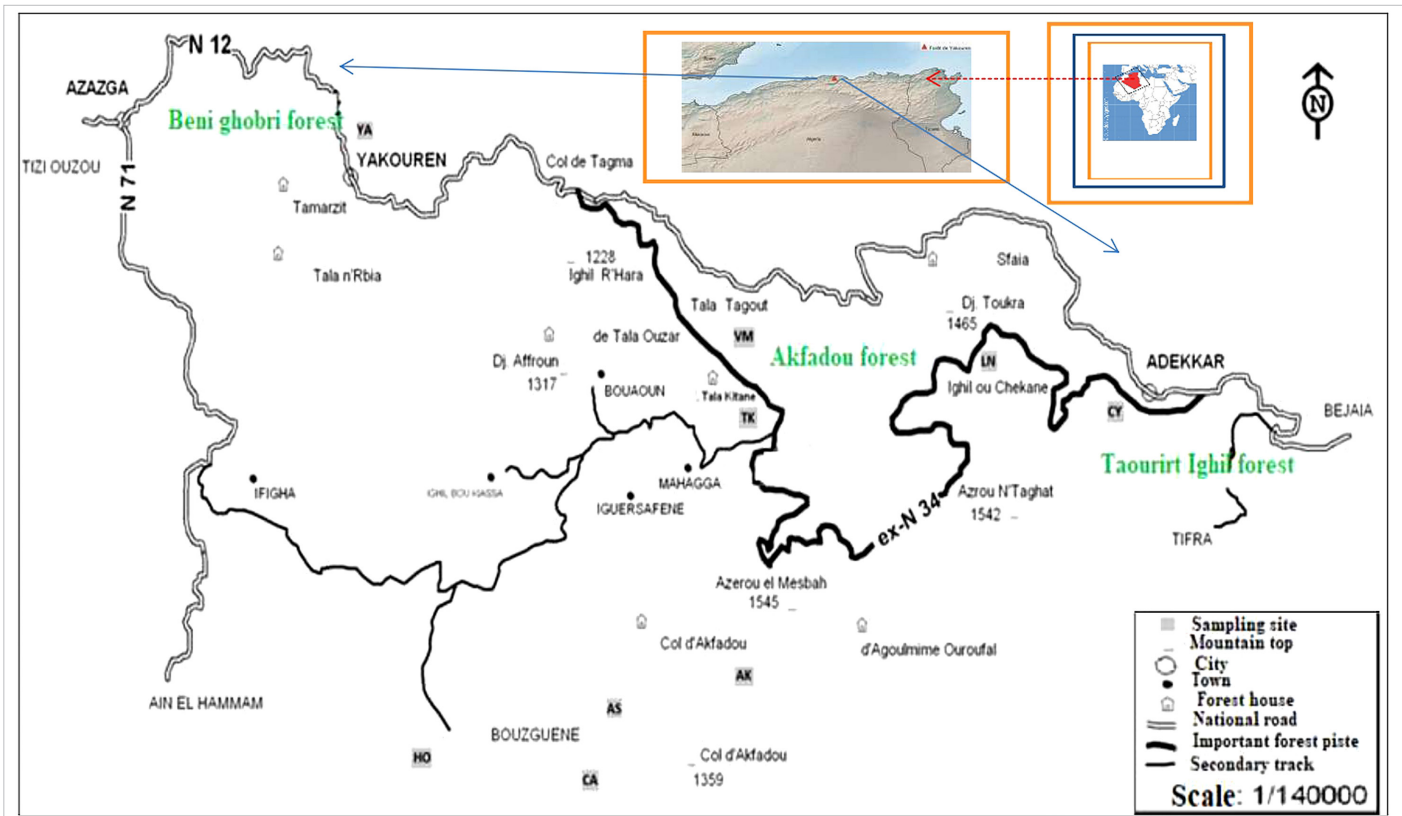 N 12
AZAZGA
Beni ghobri forest
YA
TIZI OUZOU
N 71
YAKOUREN
Col de Tagma
Forêt de Yakouren
Algeria
N
Tamarzit
Tala n'Rbia
1228
Ighil R'Hara
Sfaia
Tala Tagout
Dj. Toukra
1465
de Tala Ouzar
VM
Akfadou forest
Dj. Affroun
1317
BOUAOUN
LN
Ighil ou Chekane
ADEKKAR
Tala Kitane
TK
CY
BEJAIA
Taourirt Ighil forest
IFIGHA
MAHAGGA
IGUERSAFENE
ex-N 34
Azrou N'Taghat
1542
TIFRA
Azerou el Mesbah
1545
Col d'Akfadou
d'Agoulmime Ouroufal
AK
AIN EL HAMMAM
AS
BOUZGUENE
HO
CA
Col d'Akfadou
1359
Sampling site
Mountain top
City
Town
Forest house
National road
Important forest piste
Secondary track
Scale: 1/140000